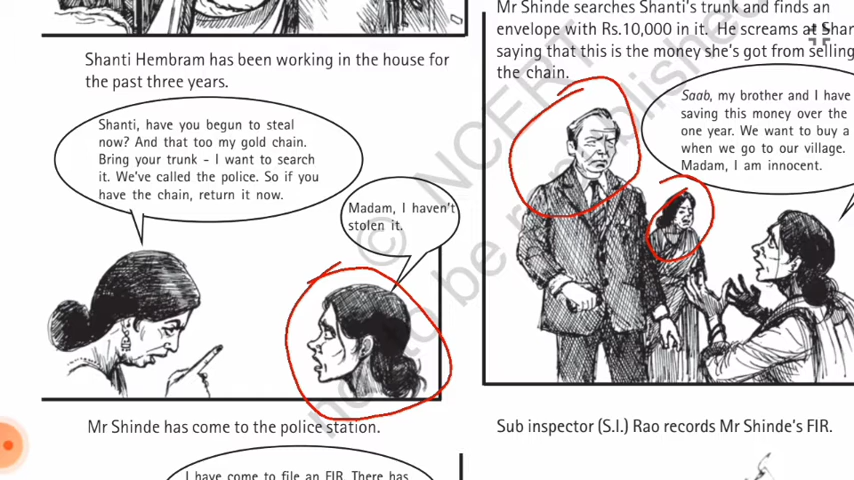 Shanti Hembram has been working in the house for
the past three years.
Shanti, have you begun to steal
now? And that too my gold chain.
Bring your trunk - I want to search
it. We've called the police. So if you
have the chain, return it now.
Madam, I haven't
stolen it.
Mr Shinde has come to the police station.
I have come to file an FIR. There has
Mr Shinde searches Shanti's trunk and finds an
envelope with Rs.10,000 in it. He screams at Shan
saying that this is the money she's got from selling
the chain.
Saab, my brother and I have
saving this money over the
one year. We want to buy a
when we go to our village.
Madam, I am innocent.
Sub inspector (S.I.) Rao records Mr Shinde's FIR.
© NCERT
not to be republished